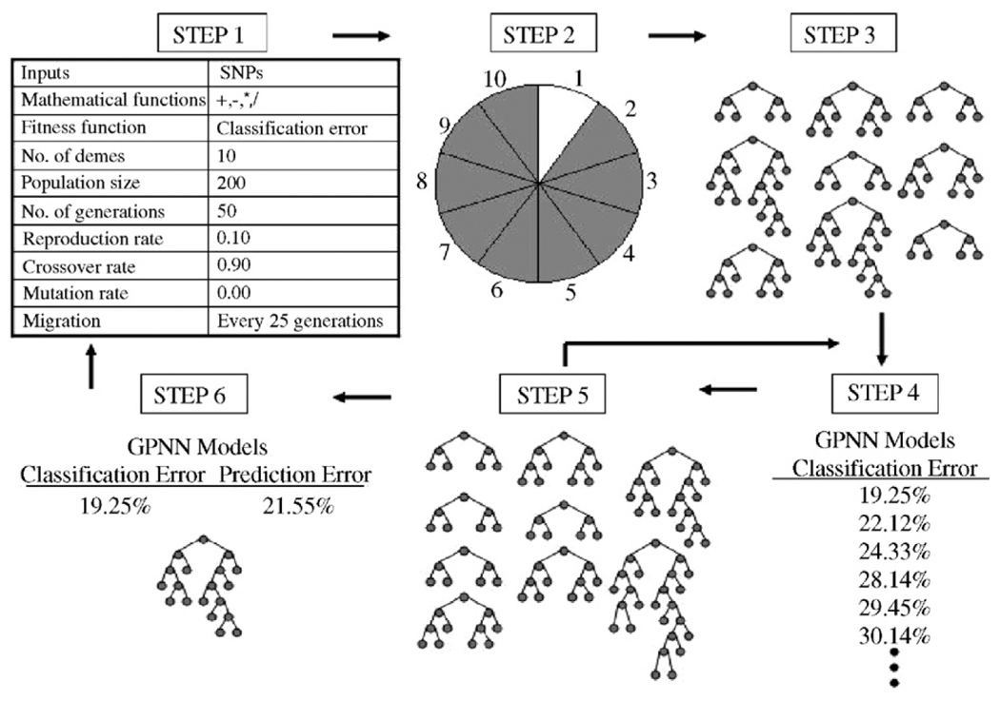 STEP 1
STEP 2
STEP 3
Inputs SNPs
Mathematical functions +,-,*,/
Fitness function Classification error
No. of demes 10
Population size 200
No. of generations 50
Reproduction rate 0.10
Crossover rate 0.90
Mutation rate 0.00
Migration Every 25 generations
1
2
3
4
5
6
7
8
9
10
STEP 4
GPNN Models
Classification Error
19.25%
22.12%
24.33%
28.14%
29.45%
30.14%
STEP 5
STEP 6
GPNN Models
Classification Error Prediction Error
19.25% 21.55%